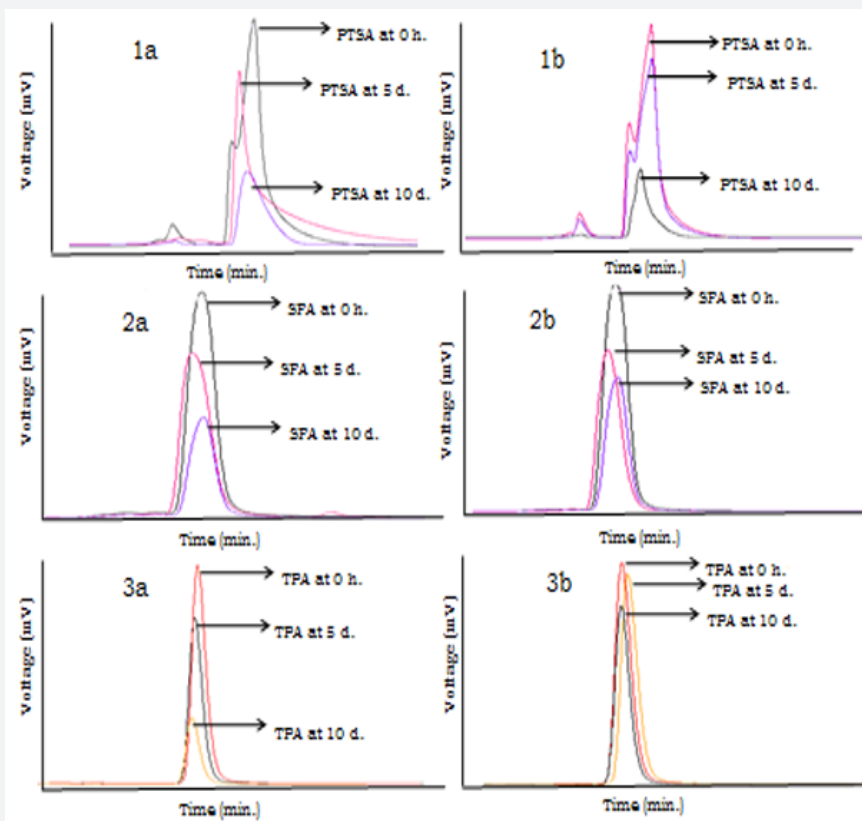 1a
PTSA at 0 h.
PTSA at 5 d.
PTSA at 10 d.
Voltage (mV)
Time (min.)
1b
PTSA at 0 h.
PTSA at 5 d.
PTSA at 10 d.
Voltage (mV)
Time (min.)
2a
SFA at 0 h.
SFA at 5 d.
SFA at 10 d.
Voltage (mV)
Time (min.)
2b
SFA at 0 h.
SFA at 5 d.
SFA at 10 d.
Voltage (mV)
Time (min.)
3a
TPA at 0 h.
TPA at 5 d.
TPA at 10 d.
Voltage (mV)
Time (min.)
3b
TPA at 0 h.
TPA at 5 d.
TPA at 10 d.
Voltage (mV)
Time (min.)